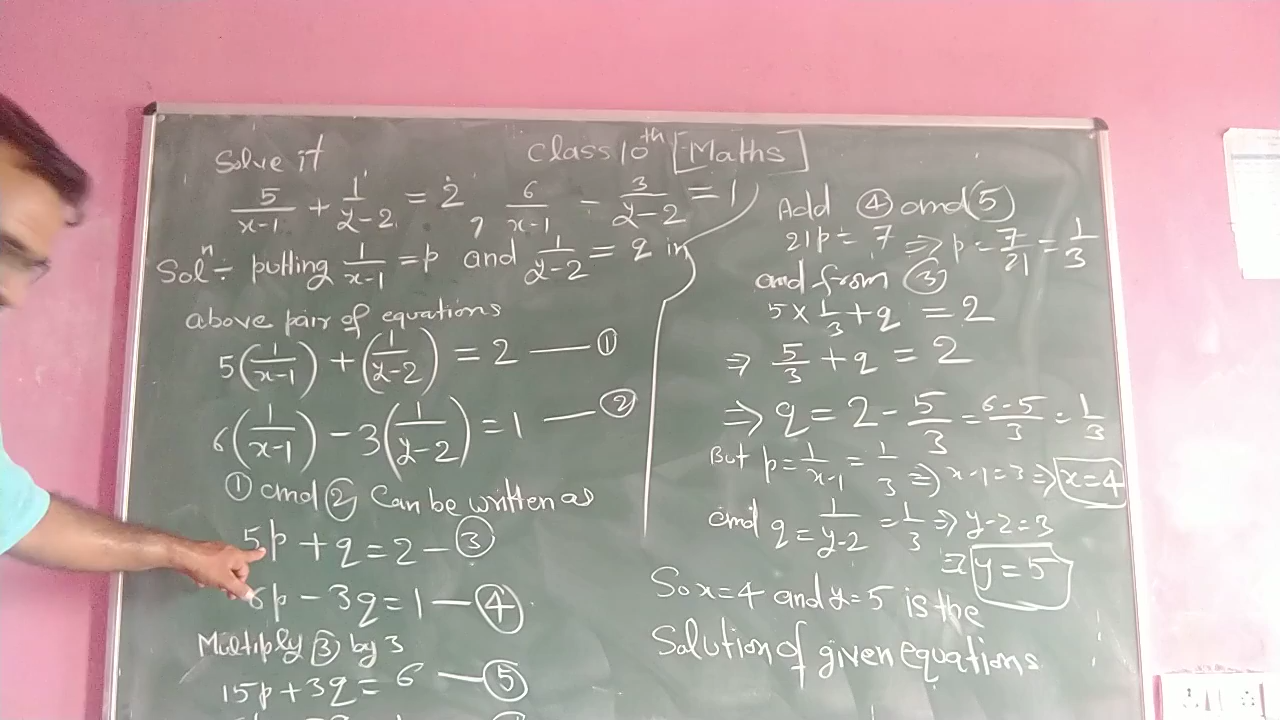 Solve it
Class 10th [Maths]
5/(x-1) + 1/(y-2) = 2, 6/(x-1) - 3/(y-2) = 1
Solⁿ ÷ putting 1/(x-1) = p and 1/(y-2) = q in
above pair of equations
5(1/(x-1)) + (1/(y-2)) = 2 — ①
6(1/(x-1)) - 3(1/(y-2)) = 1 — ②
① and ② Can be written as
5p + q = 2 — ③
6p - 3q = 1 — ④
Multiply ③ by 3
15p + 3q = 6 — ⑤
Add ④ and ⑤
21p = 7 ⇒ p = 7/21 = 1/3
and from ③
5 × 1/3 + q = 2
⇒ 5/3 + q = 2
⇒ q = 2 - 5/3 = (6-5)/3 = 1/3
But p = 1/(x-1) = 1/3 ⇒ x-1 = 3 ⇒ x = 4
and q = 1/(y-2) = 1/3 ⇒ y-2 = 3
⇒ y = 5
So x = 4 and y = 5 is the
Solution of given equations